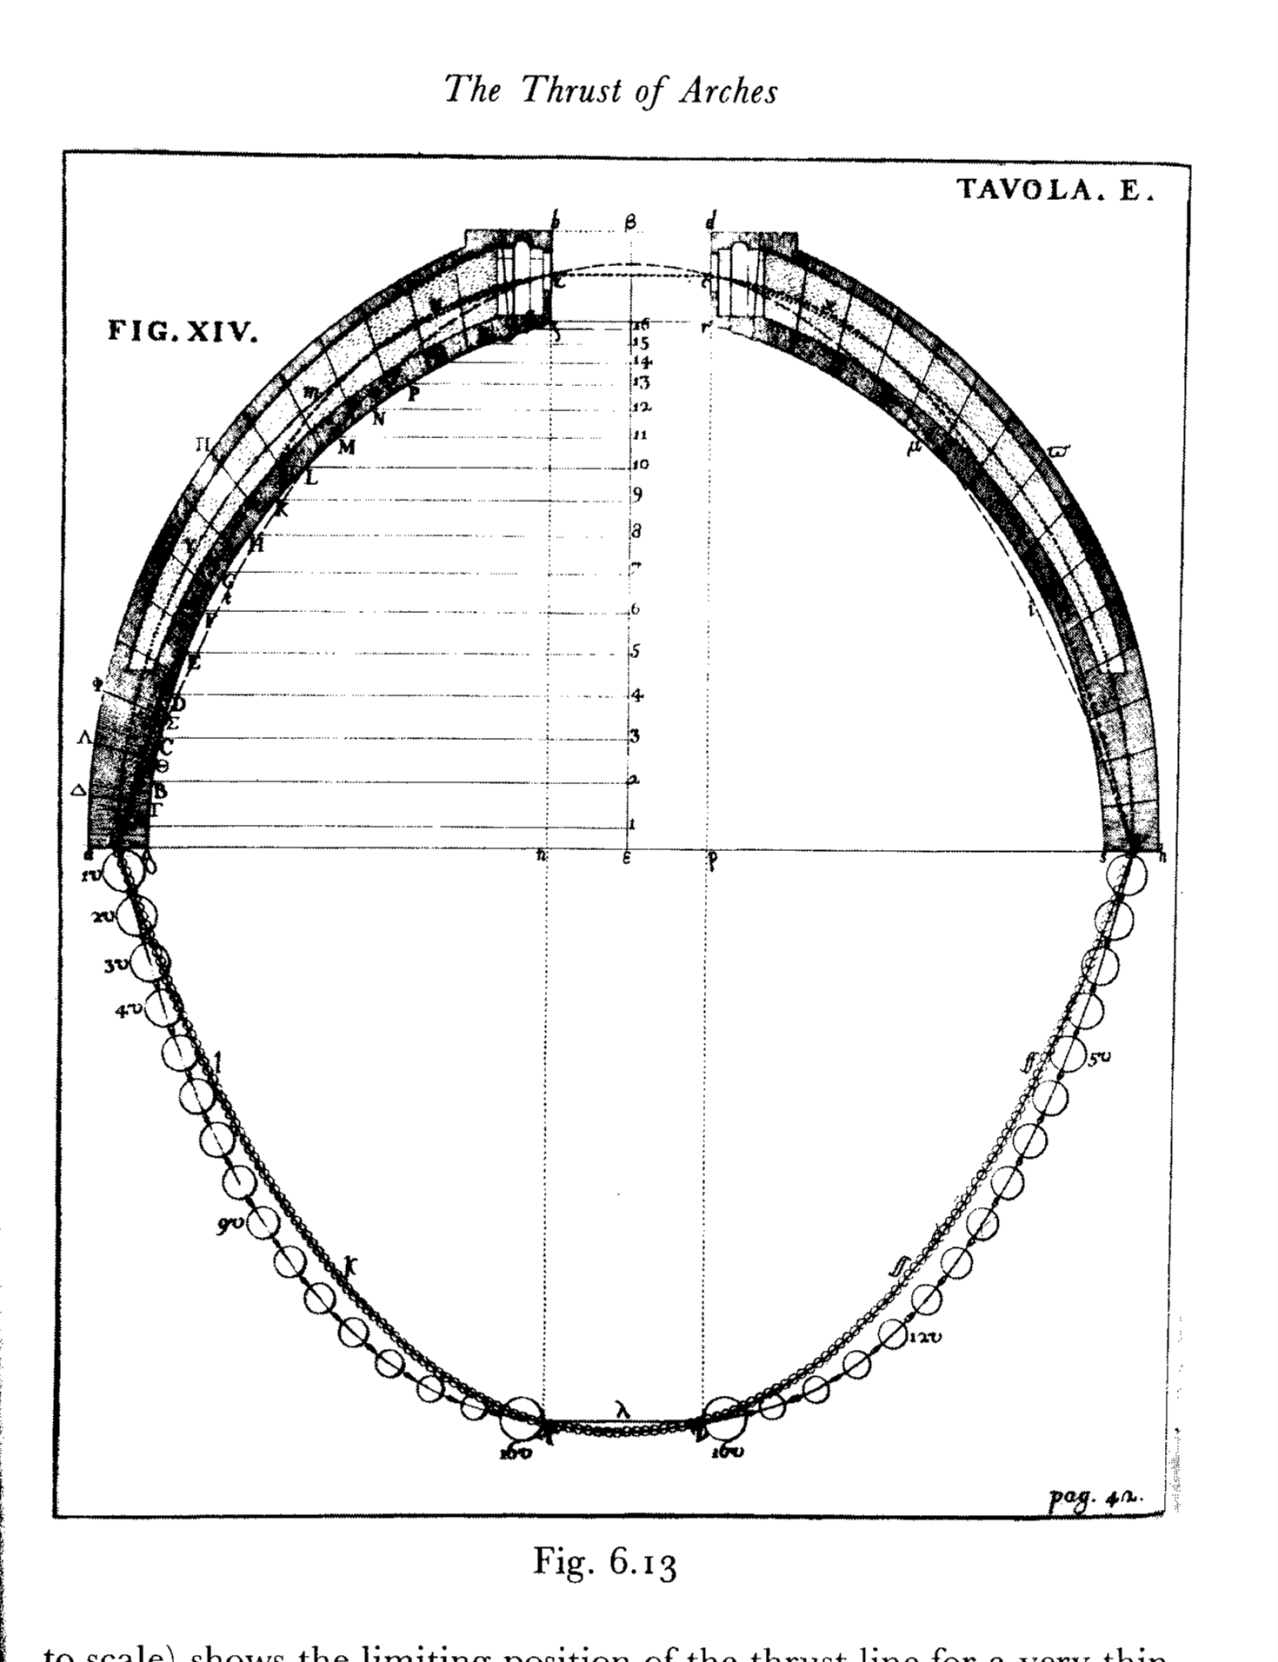 The Thrust of Arches
TAVOLA. E.
b β d
FIG. XIV.
16
r
15
14
13
m
P
12
N
11
Π
M
μ
ϖ
10
L
9
K
8
H
7
G
t
i
6
F
5
E
Φ
4
D
Σ
Λ
3
C
Θ
2
Δ
B
Γ
1
n ε p s h
1υ
2υ
3υ
4υ
l
ff
5υ
9υ
k
ff
12υ
λ
16υ 16υ
pag. 42.
Fig. 6.13
to scale) shows the limiting position of the thrust line for a very thin